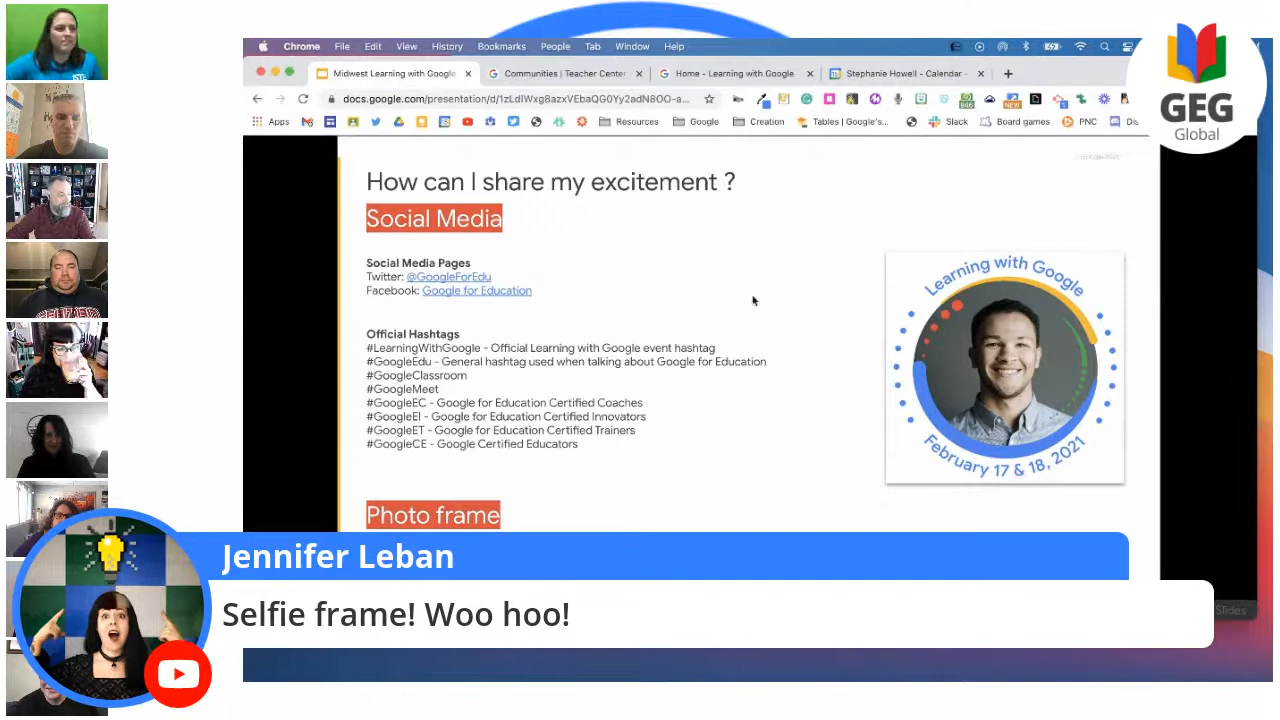 Chrome File Edit View History Bookmarks People Tab Window Help
Midwest Learning with Google
Communities | Teacher Center
Home - Learning with Google
Stephanie Howell - Calendar -
docs.google.com/presentation/d/1zLdIWxg8azxVEbaQG0Yy2adN8OO-a...
Apps
Resources
Google
Creation
Tables | Google's...
Slack
Board games
PNC
Dis
846
NEW
GEG
Global
How can I share my excitement ?
Social Media
Social Media Pages
Twitter: @GoogleForEdu
Facebook: Google for Education
Official Hashtags
#LearningWithGoogle - Official Learning with Google event hashtag
#GoogleEdu - General hashtag used when talking about Google for Education
#GoogleClassroom
#GoogleMeet
#GoogleEC - Google for Education Certified Coaches
#GoogleEI - Google for Education Certified Innovators
#GoogleET - Google for Education Certified Trainers
#GoogleCE - Google Certified Educators
Learning with Google
February 17 & 18, 2021
Photo frame
Jennifer Leban
Selfie frame! Woo hoo!
Slides